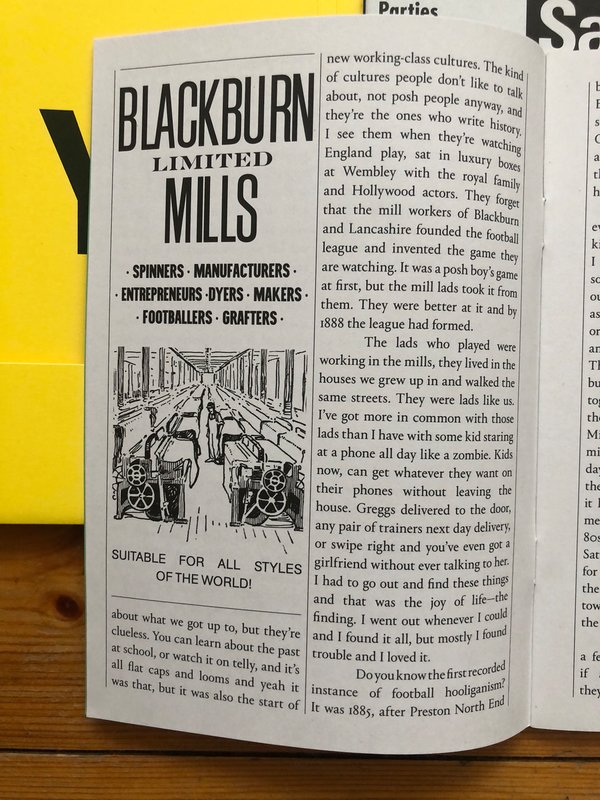 Parties
Sa
Y
BLACKBURN
LIMITED
MILLS
· SPINNERS · MANUFACTURERS ·
· ENTREPRENEURS · DYERS · MAKERS ·
· FOOTBALLERS · GRAFTERS ·
SUITABLE FOR ALL STYLES
OF THE WORLD!
about what we got up to, but they're
clueless. You can learn about the past
at school, or watch it on telly, and it's
all flat caps and looms and yeah it
was that, but it was also the start of
new working-class cultures. The kind
of cultures people don't like to talk
about, not posh people anyway, and
they're the ones who write history.
I see them when they're watching
England play, sat in luxury boxes
at Wembley with the royal family
and Hollywood actors. They forget
that the mill workers of Blackburn
and Lancashire founded the football
league and invented the game they
are watching. It was a posh boy's game
at first, but the mill lads took it from
them. They were better at it and by
1888 the league had formed.
The lads who played were
working in the mills, they lived in the
houses we grew up in and walked the
same streets. They were lads like us.
I've got more in common with those
lads than I have with some kid staring
at a phone all day like a zombie. Kids
now, can get whatever they want on
their phones without leaving the
house. Greggs delivered to the door,
any pair of trainers next day delivery,
or swipe right and you've even got a
girlfriend without ever talking to her.
I had to go out and find these things
and that was the joy of life—the
finding. I went out whenever I could
and I found it all, but mostly I found
trouble and I loved it.
Do you know the first recorded
instance of football hooliganism?
It was 1885, after Preston North End